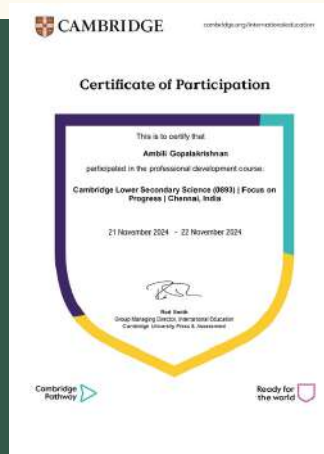 CAMBRIDGE
cambridge.org/internationaleducation
Certificate of Participation
This is to certify that
Ambili Gopalakrishnan
participated in the professional development course:
Cambridge Lower Secondary Science (0893) | Focus on
Progress | Chennai, India
21 November 2024 - 22 November 2024
Rod Smith
Group Managing Director, International Education
Cambridge University Press & Assessment
Cambridge
Pathway
Ready for
the world